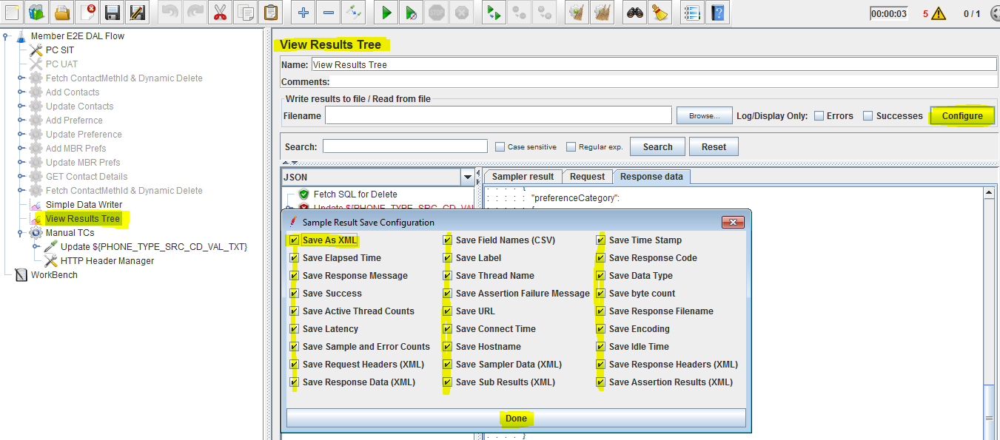 00:00:03 5 0 / 1
Member E2E DAL Flow
PC SIT
PC UAT
Fetch ContactMethId & Dynamic Delete
Add Contacts
Update Contacts
Add Prefernce
Update Preference
Add MBR Prefs
Update MBR Prefs
GET Contact Details
Fetch ContactMethId & Dynamic Delete
Simple Data Writer
View Results Tree
Manual TCs
Update ${PHONE_TYPE_SRC_CD_VAL_TXT}
HTTP Header Manager
WorkBench
View Results Tree
Name: View Results Tree
Comments:
Write results to file / Read from file
Filename Browse... Log/Display Only: Errors Successes Configure
Search: Case sensitive Regular exp. Search Reset
JSON
Sampler result Request Response data
Fetch SQL for Delete
Update ${PHONE_TYPE_SRC_CD_VAL
"preferenceCategory":
Sample Result Save Configuration
Save As XML Save Field Names (CSV) Save Time Stamp
Save Elapsed Time Save Label Save Response Code
Save Response Message Save Thread Name Save Data Type
Save Success Save Assertion Failure Message Save byte count
Save Active Thread Counts Save URL Save Response Filename
Save Latency Save Connect Time Save Encoding
Save Sample and Error Counts Save Hostname Save Idle Time
Save Request Headers (XML) Save Sampler Data (XML) Save Response Headers (XML)
Save Response Data (XML) Save Sub Results (XML) Save Assertion Results (XML)
Done
}